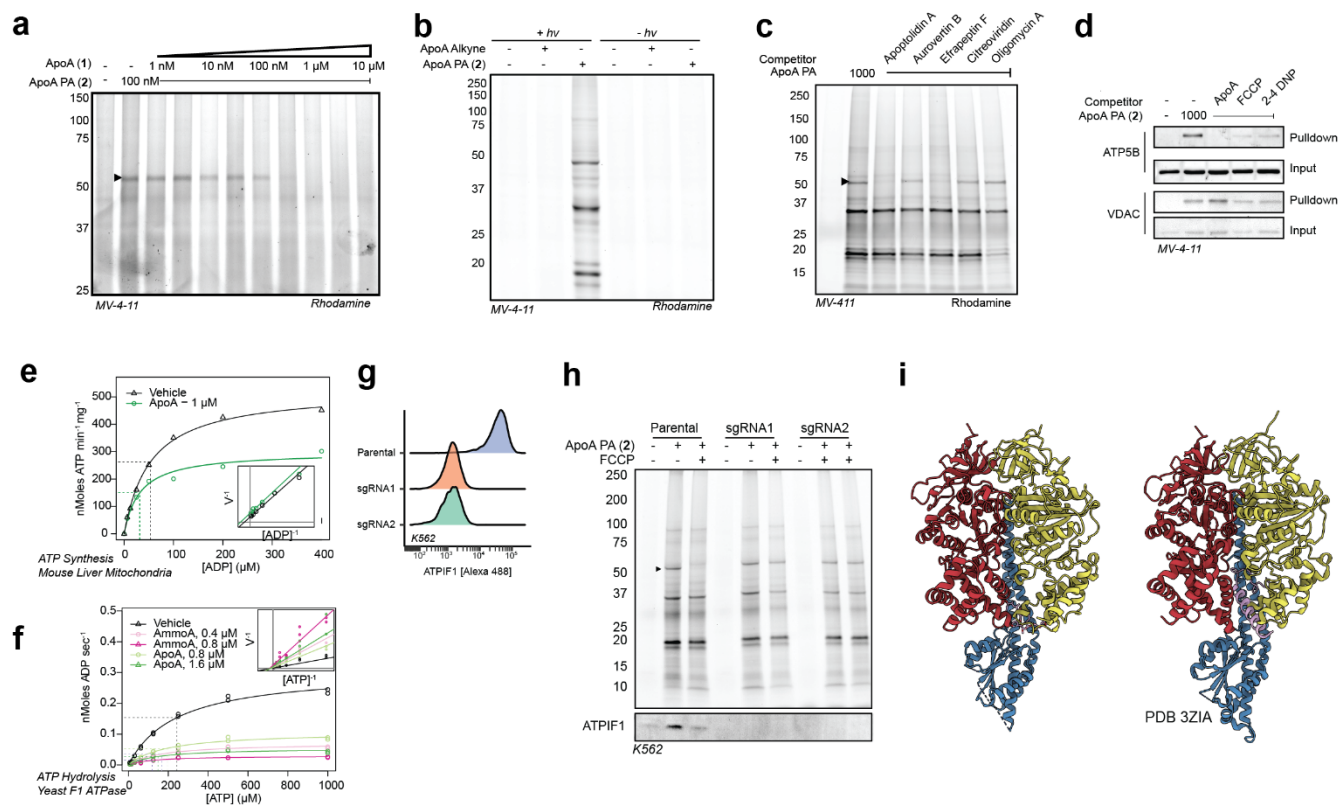 a
ApoA (1)
- - 1 nM 10 nM 100 nM 1 µM 10 µM
ApoA PA (2) - 100 nM
150
100
75
50
37
25
MV-4-11 Rhodamine
b
+ hv - hv
ApoA Alkyne - + - - + -
ApoA PA (2) - - + - - +
250
150
100
75
50
37
25
20
MV-4-11 Rhodamine
c
Apoptolidin A
Aurovertin B
Efrapeptin F
Citreoviridin
Oligomycin A
Competitor - -
ApoA PA - 1000
250
150
100
75
50
37
25
20
15
MV-411 Rhodamine
d
ApoA
FCCP
2-4 DNP
Competitor - -
ApoA PA (2) - 1000
ATP5B
Pulldown
Input
VDAC
Pulldown
Input
MV-4-11
e
Vehicle
ApoA – 1 µM
nMoles ATP min⁻¹ mg⁻¹
500
400
300
200
100
0
V⁻¹
[ADP]⁻¹
0 100 200 300 400
[ADP] (µM)
ATP Synthesis
Mouse Liver Mitochondria
f
Vehicle
AmmoA, 0.4 µM
AmmoA, 0.8 µM
ApoA, 0.8 µM
ApoA, 1.6 µM
nMoles ADP sec⁻¹
0.5
0.4
0.3
0.2
0.1
0.0
V⁻¹
[ATP]⁻¹
0 200 400 600 800 1000
[ATP] (µM)
ATP Hydrolysis
Yeast F1 ATPase
g
Parental
sgRNA1
sgRNA2
K562
10² 10³ 10⁴ 10⁵
ATPIF1 [Alexa 488]
h
Parental sgRNA1 sgRNA2
ApoA PA (2) - + + - + + - + +
FCCP - - + - - + - + +
250
200
100
75
50
37
25
20
15
10
ATPIF1
K562
i
PDB 3ZIA